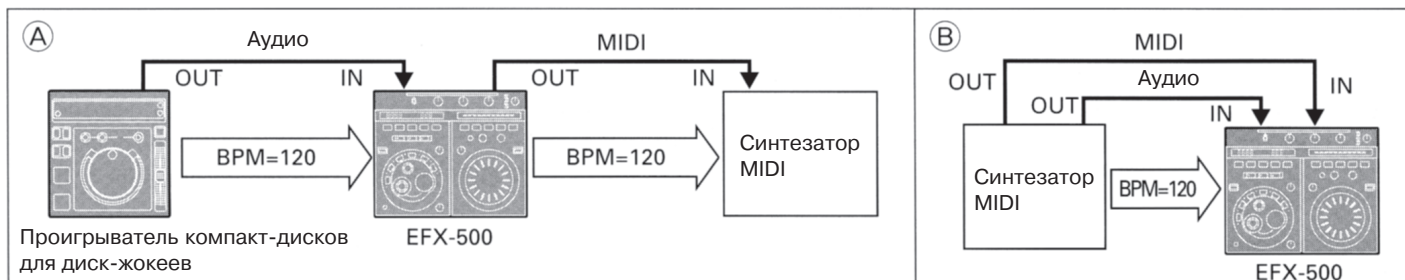 A
Аудио
MIDI
OUT
IN
OUT
IN
BPM=120
BPM=120
Синтезатор
MIDI
Проигрыватель компакт-дисков
для диск-жокеев
EFX-500
B
MIDI
OUT
Аудио
IN
OUT
IN
Синтезатор
MIDI
BPM=120
EFX-500